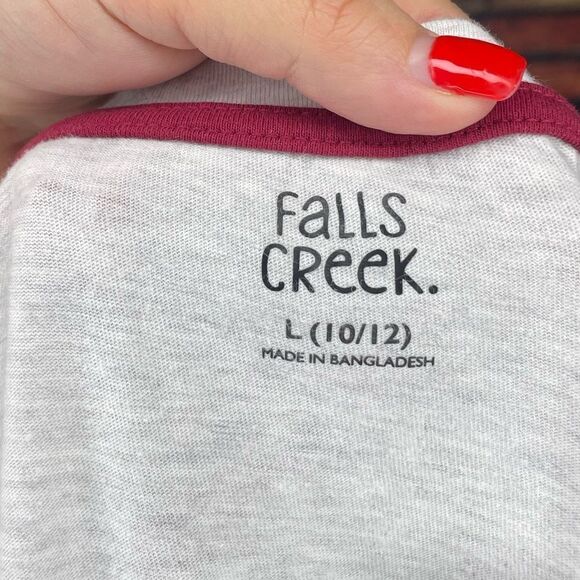 FaLLS
CReeK.
L (10/12)
MADE IN BANGLADESH